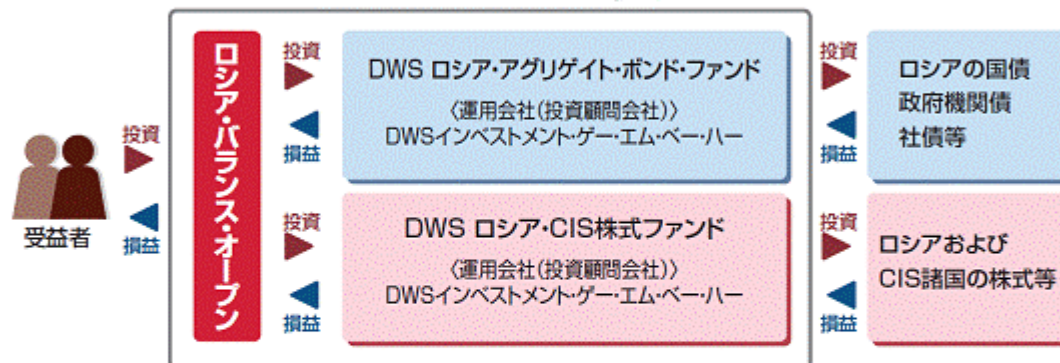 投資
損益
受益者
ロシア・バランス・オープン
投資
損益
DWS ロシア・アグリゲイト・ボンド・ファンド
〈運用会社(投資顧問会社)〉
DWSインベストメント・ゲー・エム・ベー・ハー
投資
損益
ロシアの国債
政府機関債
社債等
投資
損益
DWS ロシア・CIS株式ファンド
〈運用会社(投資顧問会社)〉
DWSインベストメント・ゲー・エム・ベー・ハー
投資
損益
ロシアおよび
CIS諸国の株式等